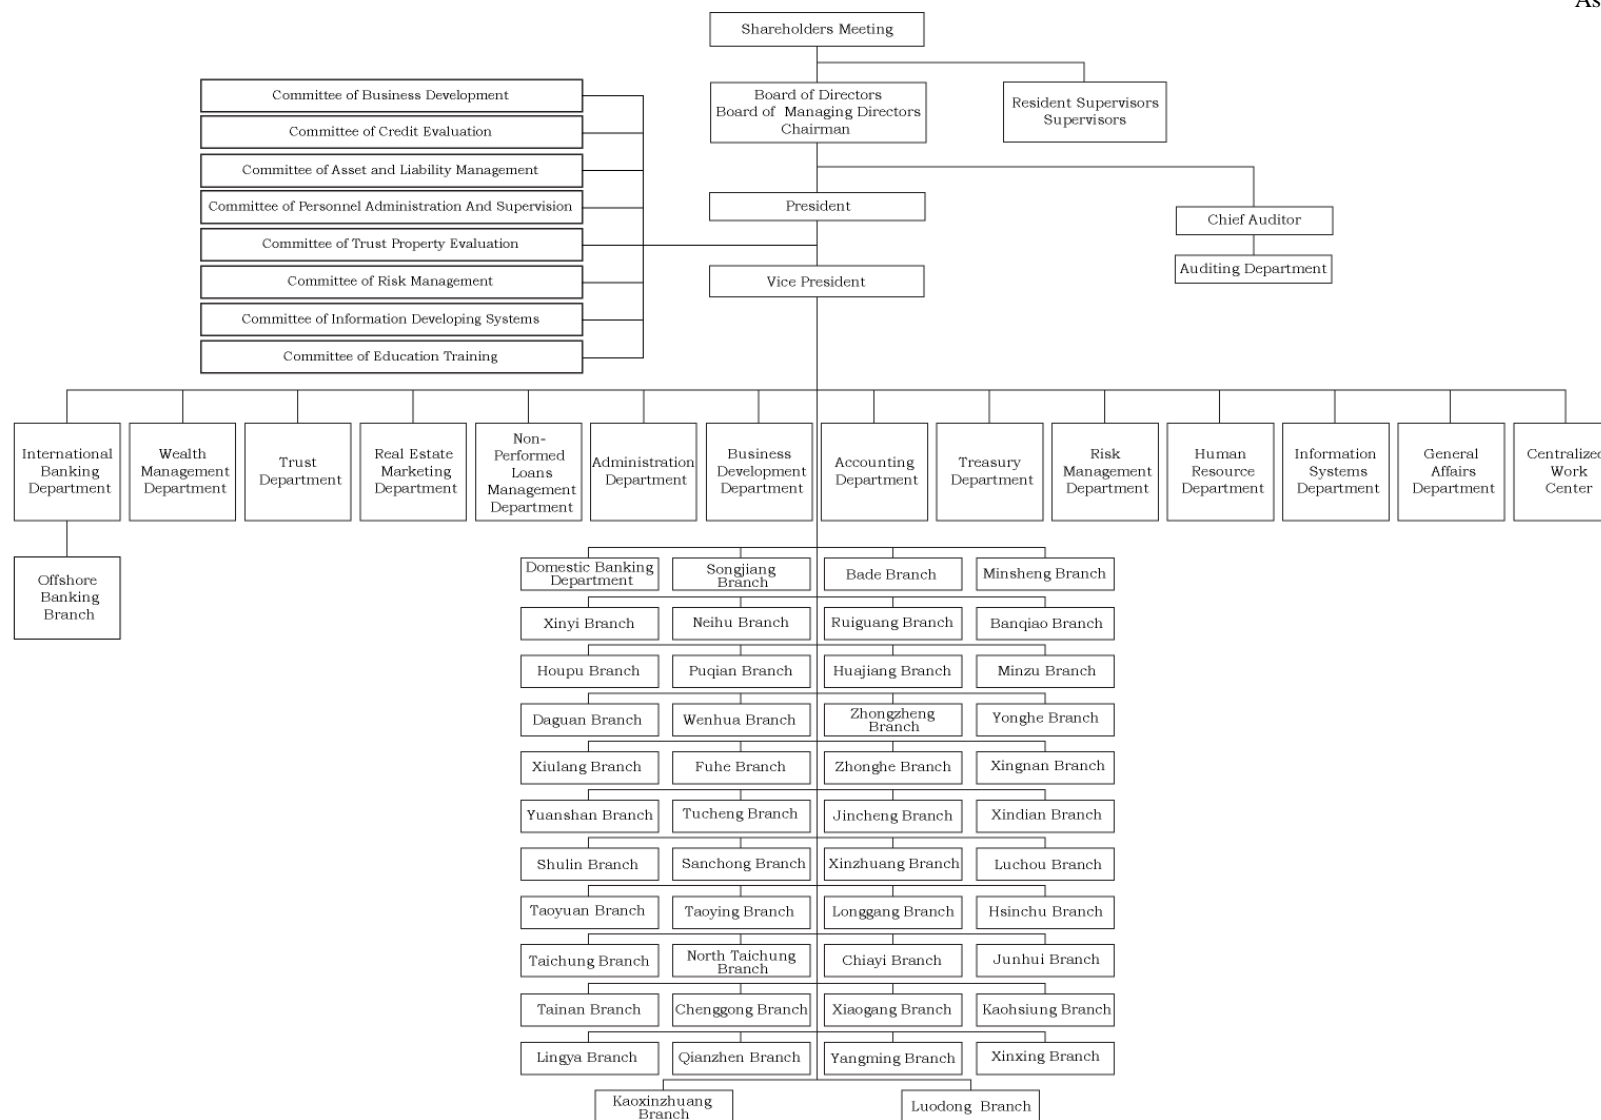 As
Shareholders Meeting
Board of Directors
Board of Managing Directors
Chairman
Resident Supervisors
Supervisors
Committee of Business Development
Committee of Credit Evaluation
Committee of Asset and Liability Management
Committee of Personnel Administration And Supervision
Committee of Trust Property Evaluation
Committee of Risk Management
Committee of Information Developing Systems
Committee of Education Training
President
Chief Auditor
Auditing Department
Vice President
International
Banking
Department
Wealth
Management
Department
Trust
Department
Real Estate
Marketing
Department
Non-
Performed
Loans
Management
Department
Administration
Department
Business
Development
Department
Accounting
Department
Treasury
Department
Risk
Management
Department
Human
Resource
Department
Information
Systems
Department
General
Affairs
Department
Centralized
Work
Center
Offshore
Banking
Branch
Domestic Banking
Department
Songjiang
Branch
Bade Branch
Minsheng Branch
Xinyi Branch
Neihu Branch
Ruiguang Branch
Banqiao Branch
Houpu Branch
Puqian Branch
Huajiang Branch
Minzu Branch
Daguan Branch
Wenhua Branch
Zhongzheng
Branch
Yonghe Branch
Xiulang Branch
Fuhe Branch
Zhonghe Branch
Xingnan Branch
Yuanshan Branch
Tucheng Branch
Jincheng Branch
Xindian Branch
Shulin Branch
Sanchong Branch
Xinzhuang Branch
Luchou Branch
Taoyuan Branch
Taoying Branch
Longgang Branch
Hsinchu Branch
Taichung Branch
North Taichung
Branch
Chiayi Branch
Junhui Branch
Tainan Branch
Chenggong Branch
Xiaogang Branch
Kaohsiung Branch
Lingya Branch
Qianzhen Branch
Yangming Branch
Xinxing Branch
Kaoxinzhuang
Branch
Luodong Branch